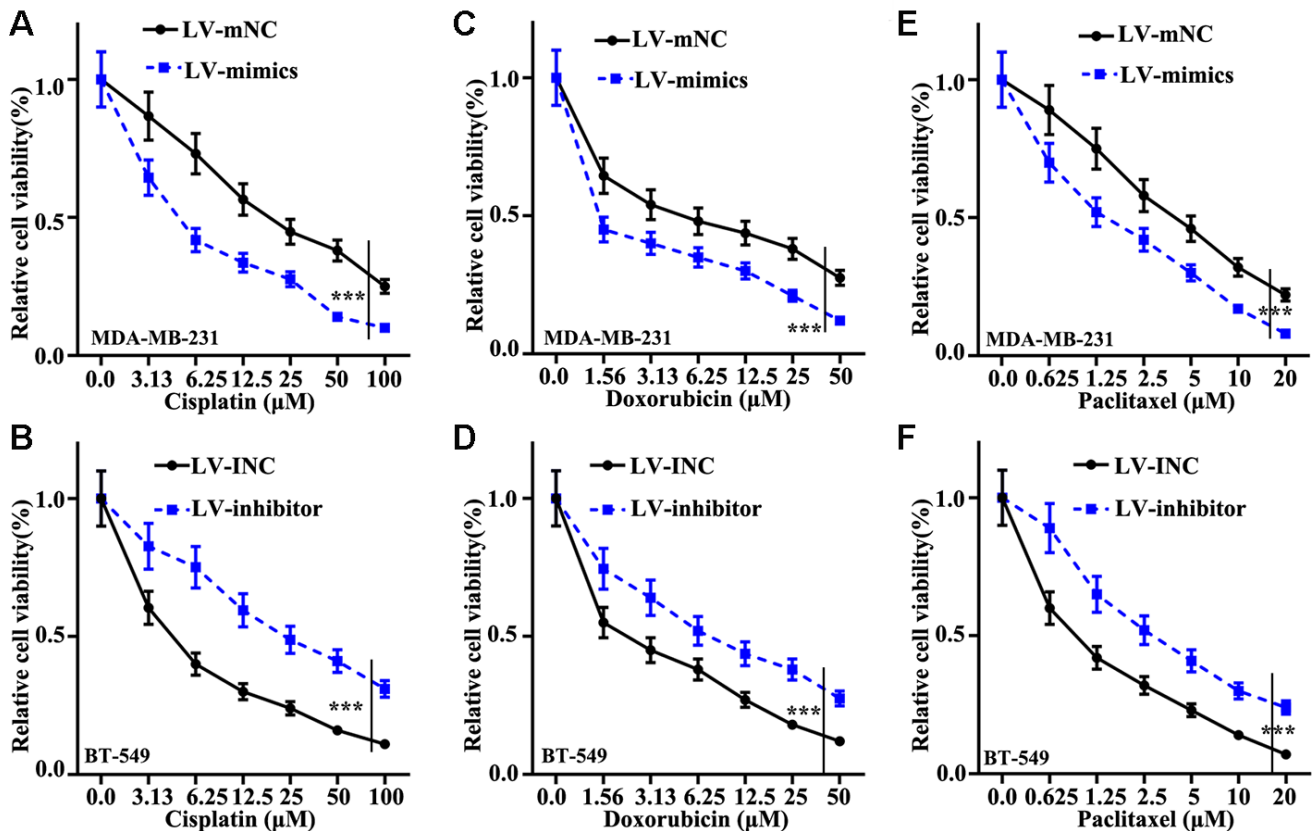 A
LV-mNC
LV-mimics
Relative cell viability(%)
1.0
0.5
0.0
***
MDA-MB-231
0.0 3.13 6.25 12.5 25 50 100
Cisplatin (μM)
C
LV-mNC
LV-mimics
Relative cell viability(%)
1.0
0.5
0.0
***
MDA-MB-231
0.0 1.56 3.13 6.25 12.5 25 50
Doxorubicin (μM)
E
LV-mNC
LV-mimics
Relative cell viability(%)
1.0
0.5
0.0
***
MDA-MB-231
0.0 0.625 1.25 2.5 5 10 20
Paclitaxel (μM)
B
LV-INC
LV-inhibitor
Relative cell viability(%)
1.0
0.5
0.0
***
BT-549
0.0 3.13 6.25 12.5 25 50 100
Cisplatin (μM)
D
LV-INC
LV-inhibitor
Relative cell viability(%)
1.0
0.5
0.0
***
BT-549
0.0 1.56 3.13 6.25 12.5 25 50
Doxorubicin (μM)
F
LV-INC
LV-inhibitor
Relative cell viability(%)
1.0
0.5
0.0
***
BT-549
0.0 0.625 1.25 2.5 5 10 20
Paclitaxel (μM)